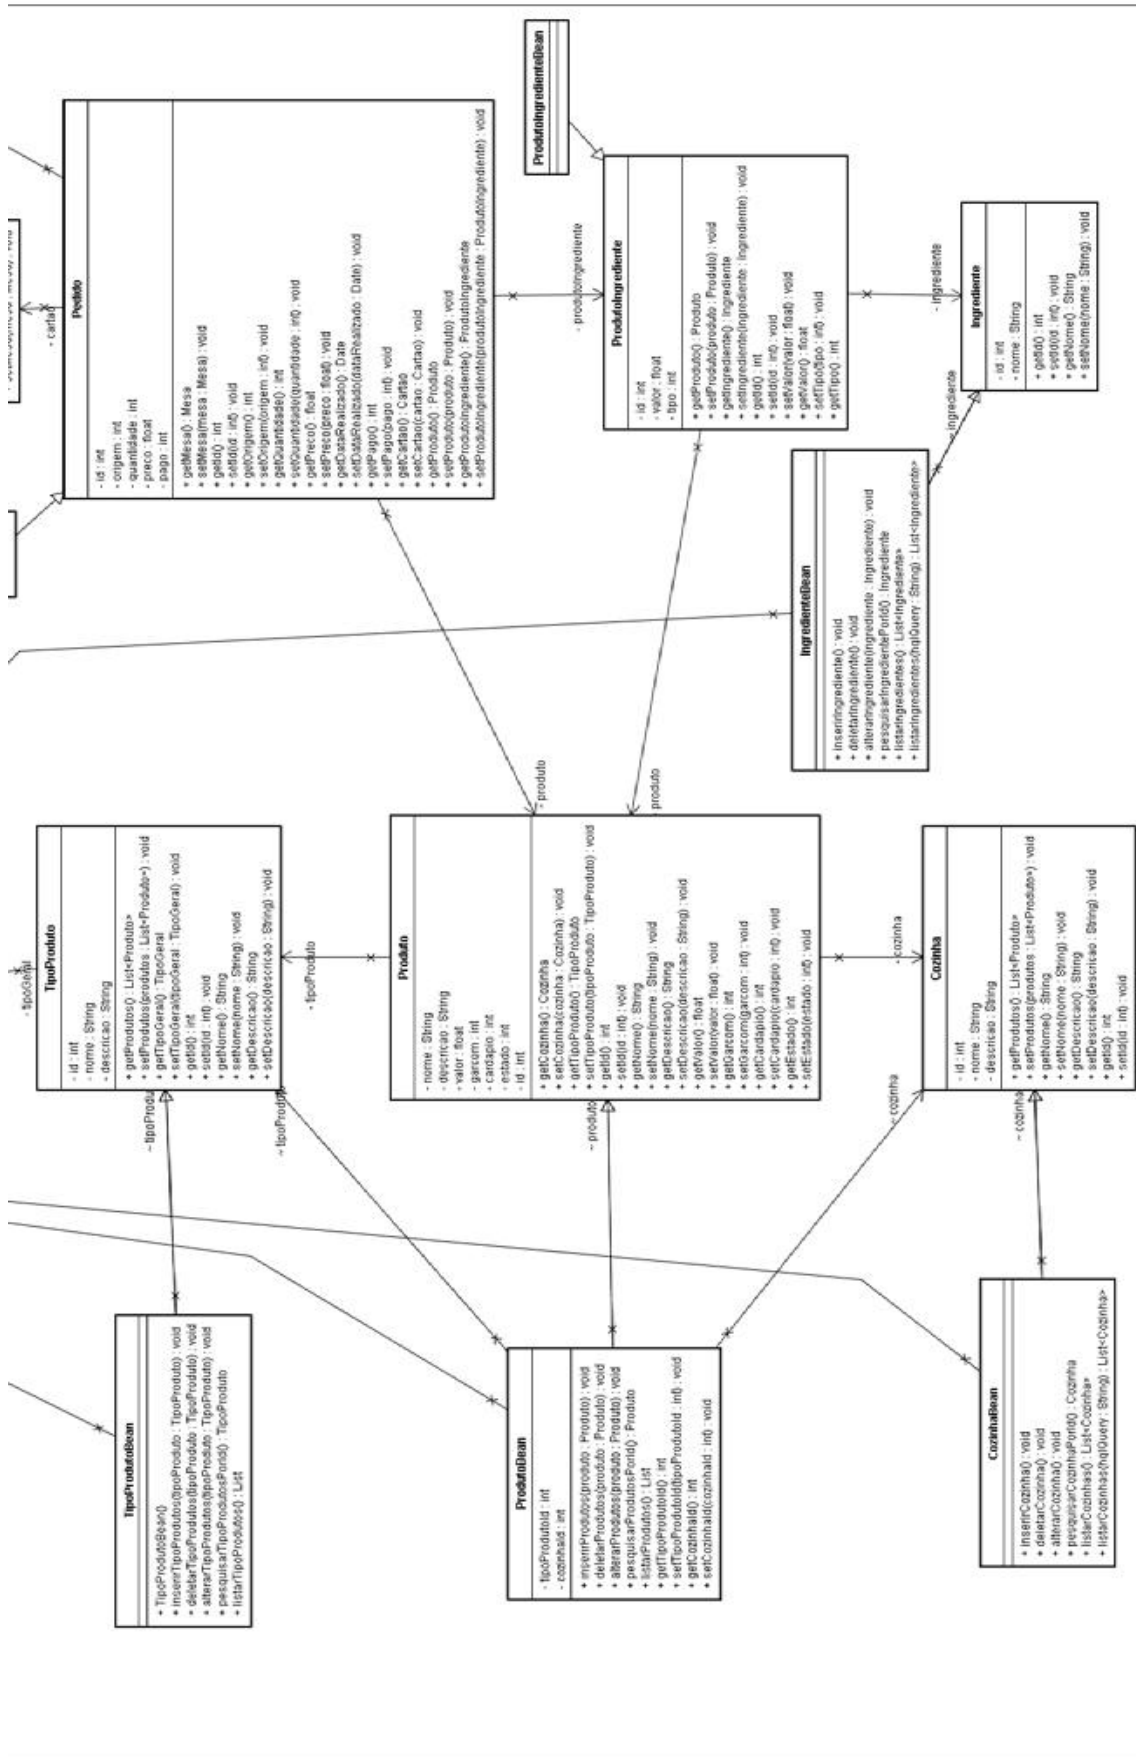 - cartao
Pedido
- id : int
- origem : int
- quantidade : int
- preco : float
- pago : int
+ getMesa() : Mesa
+ setMesa(mesa : Mesa) : void
+ getId() : int
+ setId(id : int) : void
+ getOrigem() : int
+ setOrigem(origem : int) : void
+ getQuantidade() : int
+ setQuantidade(quantidade : int) : void
+ getPreco() : float
+ setPreco(preco : float) : void
+ getDataRealizado() : Date
+ setDataRealizado(dataRealizado : Date) : void
+ getPago() : int
+ setPago(pago : int) : void
+ getCartao() : Cartao
+ setCartao(cartao : Cartao) : void
+ getProduto() : Produto
+ setProduto(produto : Produto) : void
+ getProdutoIngrediente() : ProdutoIngrediente
+ setProdutoIngrediente(produtoIngrediente : ProdutoIngrediente) : void
- produtoIngrediente
ProdutoIngredienteBean
ProdutoIngrediente
- id : int
- valor : float
- tipo : int
+ getProduto() : Produto
+ setProduto(produto : Produto) : void
+ getIngrediente() : Ingrediente
+ setIngrediente(ingrediente : Ingrediente) : void
+ getId() : int
+ setId(id : int) : void
+ setValor(valor : float) : void
+ getValor() : float
+ setTipo(tipo : int) : void
+ getTipo() : int
- ingrediente
Ingrediente
- id : int
- nome : String
+ getId() : int
+ setId(id : int) : void
+ getNome() : String
+ setNome(nome : String) : void
~ ingrediente
IngredienteBean
+ inserirIngrediente() : void
+ deletarIngrediente() : void
+ alterarIngrediente(ingrediente : Ingrediente) : void
+ pesquisarIngredientePorId() : Ingrediente
+ listarIngredientes() : List<Ingrediente>
+ listarIngredientes(hqlQuery : String) : List<Ingrediente>
- tipoGeral
TipoProduto
- id : int
- nome : String
- descricao : String
+ getProdutos() : List<Produto>
+ setProdutos(produtos : List<Produto>) : void
+ getTipoGeral() : TipoGeral
+ setTipoGeral(tipoGeral : TipoGeral) : void
+ getId() : int
+ setId(id : int) : void
+ getNome() : String
+ setNome(nome : String) : void
+ getDescricao() : String
+ setDescricao(descricao : String) : void
- tipoProduto
~ tipoProdu
~ tipoProduto
- produto
- produto
Produto
- nome : String
- descricao : String
- valor : float
- garcom : int
- cardapio : int
- estado : int
- id : int
+ getCozinha() : Cozinha
+ setCozinha(cozinha : Cozinha) : void
+ getTipoProduto() : TipoProduto
+ setTipoProduto(tipoProduto : TipoProduto) : void
+ getId() : int
+ setId(id : int) : void
+ getNome() : String
+ setNome(nome : String) : void
+ getDescricao() : String
+ setDescricao(descricao : String) : void
+ getValor() : float
+ setValor(valor : float) : void
+ getGarcom() : int
+ setGarcom(garcom : int) : void
+ getCardapio() : int
+ setCardapio(cardapio : int) : void
+ getEstado() : int
+ setEstado(estado : int) : void
~ produto
- cozinha
~ cozinha
Cozinha
- id : int
- nome : String
- descricao : String
+ getProdutos() : List<Produto>
+ setProdutos(produtos : List<Produto>) : void
+ getNome() : String
+ setNome(nome : String) : void
+ getDescricao() : String
+ setDescricao(descricao : String) : void
+ getId() : int
+ setId(id : int) : void
~ cozinha
TipoProdutoBean
+ TipoProdutoBean()
+ inserirTipoProdutos(tipoProduto : TipoProduto) : void
+ deletarTipoProdutos(tipoProduto : TipoProduto) : void
+ alterarTipoProdutos(tipoProduto : TipoProduto) : void
+ pesquisarTipoProdutosPorId() : TipoProduto
+ listarTipoProdutos() : List
ProdutoBean
- tipoProdutoId : int
- cozinhaId : int
+ inserirProdutos(produto : Produto) : void
+ deletarProdutos(produto : Produto) : void
+ alterarProdutos(produto : Produto) : void
+ pesquisarProdutosPorId() : Produto
+ listarProdutos() : List
+ getTipoProdutoId() : int
+ setTipoProdutoId(tipoProdutoId : int) : void
+ getCozinhaId() : int
+ setCozinhaId(cozinhaId : int) : void
CozinhaBean
+ inserirCozinha() : void
+ deletarCozinha() : void
+ alterarCozinha() : void
+ pesquisarCozinhaPorId() : Cozinha
+ listarCozinhas() : List<Cozinha>
+ listarCozinhas(hqlQuery : String) : List<Cozinha>